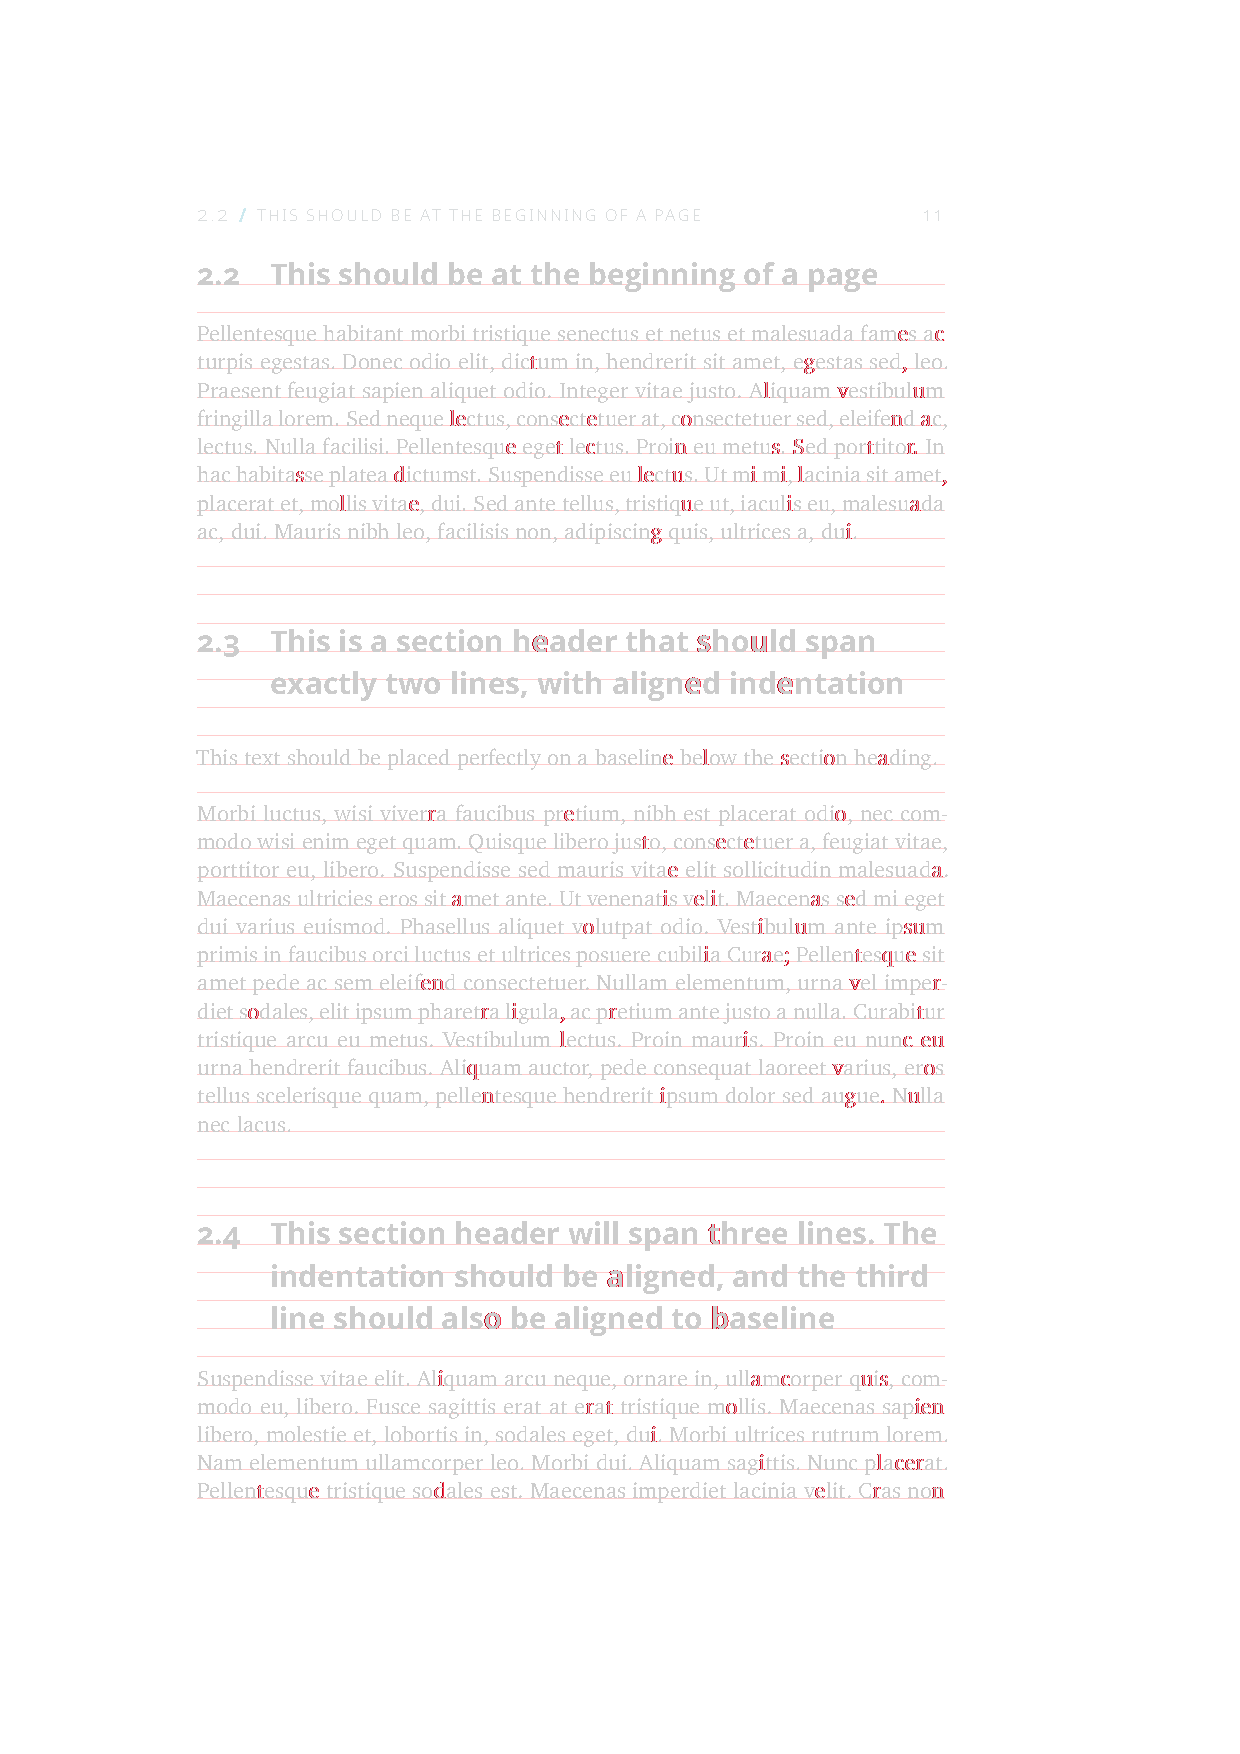 2.2 / THIS SHOULD BE AT THE BEGINNING OF A PAGE 11
2.2 This should be at the beginning of a page
Pellentesque habitant morbi tristique senectus et netus et malesuada fames ac
turpis egestas. Donec odio elit, dictum in, hendrerit sit amet, egestas sed, leo.
Praesent feugiat sapien aliquet odio. Integer vitae justo. Aliquam vestibulum
fringilla lorem. Sed neque lectus, consectetuer at, consectetuer sed, eleifend ac,
lectus. Nulla facilisi. Pellentesque eget lectus. Proin eu metus. Sed porttitor. In
hac habitasse platea dictumst. Suspendisse eu lectus. Ut mi mi, lacinia sit amet,
placerat et, mollis vitae, dui. Sed ante tellus, tristique ut, iaculis eu, malesuada
ac, dui. Mauris nibh leo, facilisis non, adipiscing quis, ultrices a, dui.
2.3 This is a section header that should span
exactly two lines, with aligned indentation
This text should be placed perfectly on a baseline below the section heading.
Morbi luctus, wisi viverra faucibus pretium, nibh est placerat odio, nec com-
modo wisi enim eget quam. Quisque libero justo, consectetuer a, feugiat vitae,
porttitor eu, libero. Suspendisse sed mauris vitae elit sollicitudin malesuada.
Maecenas ultricies eros sit amet ante. Ut venenatis velit. Maecenas sed mi eget
dui varius euismod. Phasellus aliquet volutpat odio. Vestibulum ante ipsum
primis in faucibus orci luctus et ultrices posuere cubilia Curae; Pellentesque sit
amet pede ac sem eleifend consectetuer. Nullam elementum, urna vel imper-
diet sodales, elit ipsum pharetra ligula, ac pretium ante justo a nulla. Curabitur
tristique arcu eu metus. Vestibulum lectus. Proin mauris. Proin eu nunc eu
urna hendrerit faucibus. Aliquam auctor, pede consequat laoreet varius, eros
tellus scelerisque quam, pellentesque hendrerit ipsum dolor sed augue. Nulla
nec lacus.
2.4 This section header will span three lines. The
indentation should be aligned, and the third
line should also be aligned to baseline
Suspendisse vitae elit. Aliquam arcu neque, ornare in, ullamcorper quis, com-
modo eu, libero. Fusce sagittis erat at erat tristique mollis. Maecenas sapien
libero, molestie et, lobortis in, sodales eget, dui. Morbi ultrices rutrum lorem.
Nam elementum ullamcorper leo. Morbi dui. Aliquam sagittis. Nunc placerat.
Pellentesque tristique sodales est. Maecenas imperdiet lacinia velit. Cras non